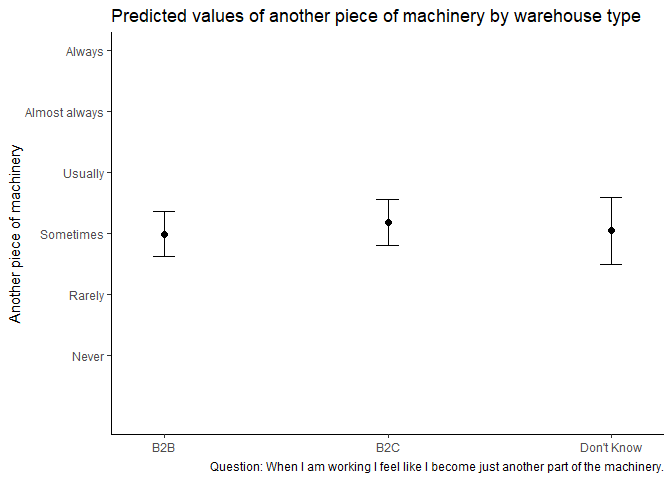 Predicted values of another piece of machinery by warehouse type
Always
Almost always
Usually
Sometimes
Rarely
Never
Another piece of machinery
B2B
B2C
Don't Know
Question: When I am working I feel like I become just another part of the machinery.